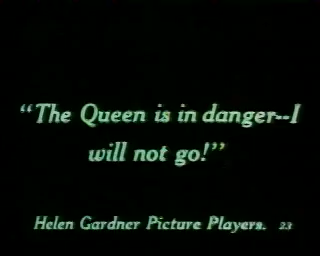 “The Queen is in danger--I
will not go!”
Helen Gardner Picture Players. 23